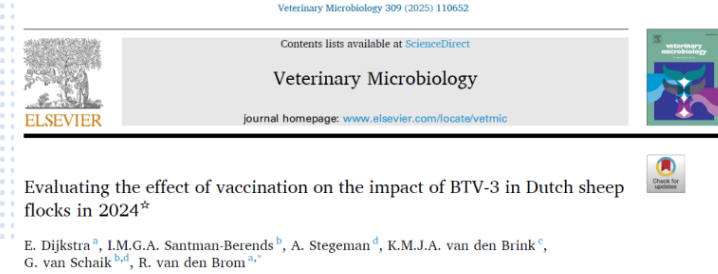 Veterinary Microbiology 309 (2025) 110652
Contents lists available at ScienceDirect
Veterinary Microbiology
journal homepage: www.elsevier.com/locate/vetmic
ELSEVIER
veterinary
microbiology
Check for
updates
Evaluating the effect of vaccination on the impact of BTV-3 in Dutch sheep
flocks in 2024☆
E. Dijkstra a, I.M.G.A. Santman-Berends b, A. Stegeman d, K.M.J.A. van den Brink c,
G. van Schaik b,d, R. van den Brom a,*